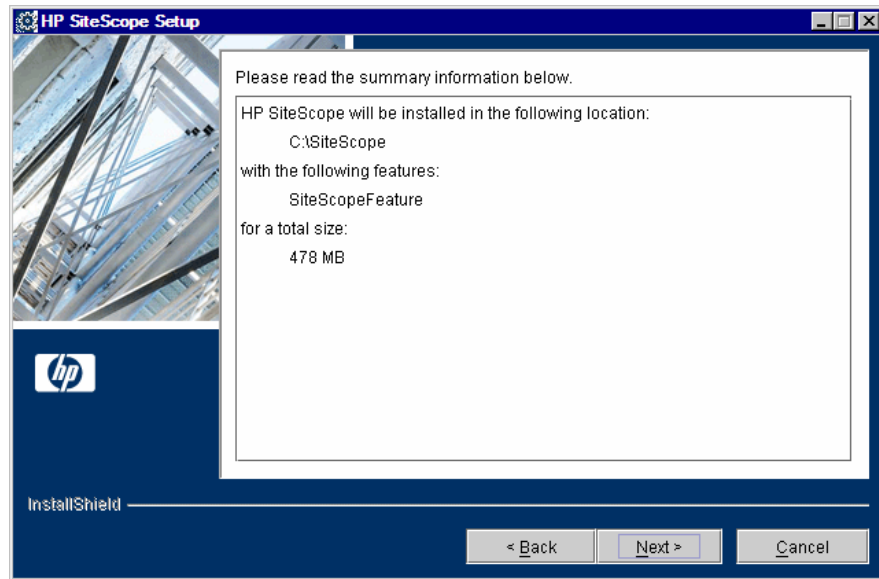 HP SiteScope Setup
Please read the summary information below.
HP SiteScope will be installed in the following location:
C:\SiteScope
with the following features:
SiteScopeFeature
for a total size:
478 MB
hp
InstallShield
< Back
Next >
Cancel